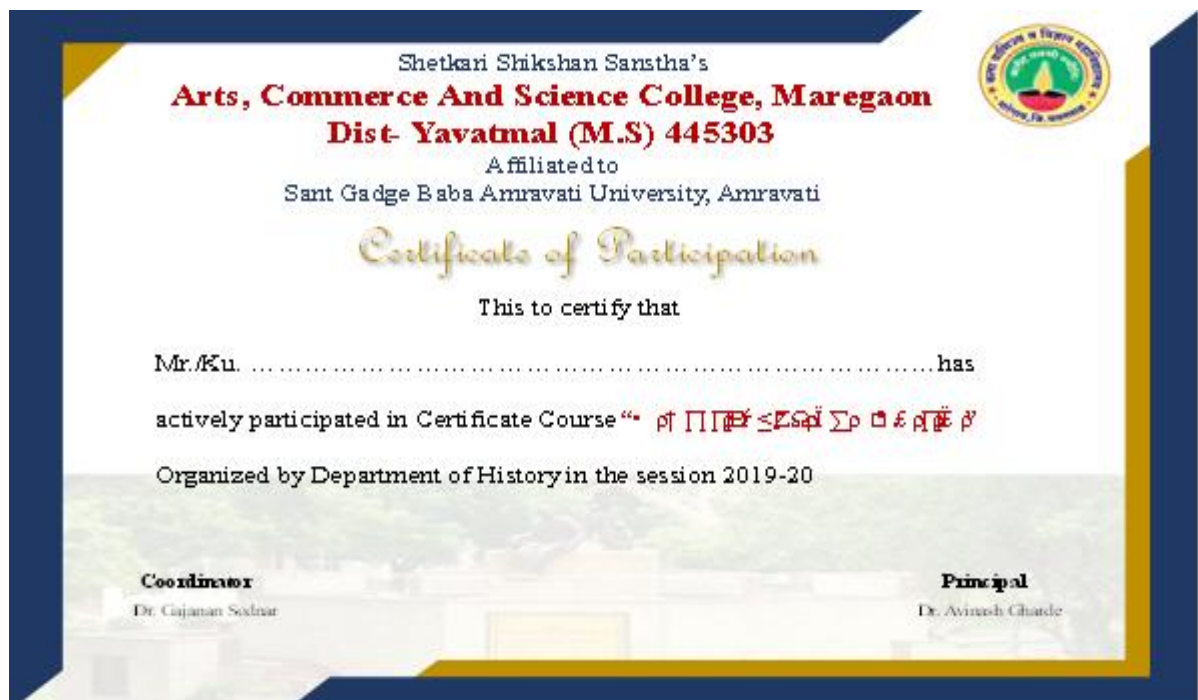 Shetkari Shikshan Sanstha's
Arts, Commerce And Science College, Maregaon
Dist- Yavatmal (M.S) 445303
Affiliated to
Sant Gadge Baba Amravati University, Amravati
Certificate of Participation
This to certify that
Mr./Ku. ……………………………………………………………………has
actively participated in Certificate Course
Organized by Department of History in the session 2019-20
Coordinator
Principal
Dr. Gajanan
Dr. Avinash Gharde